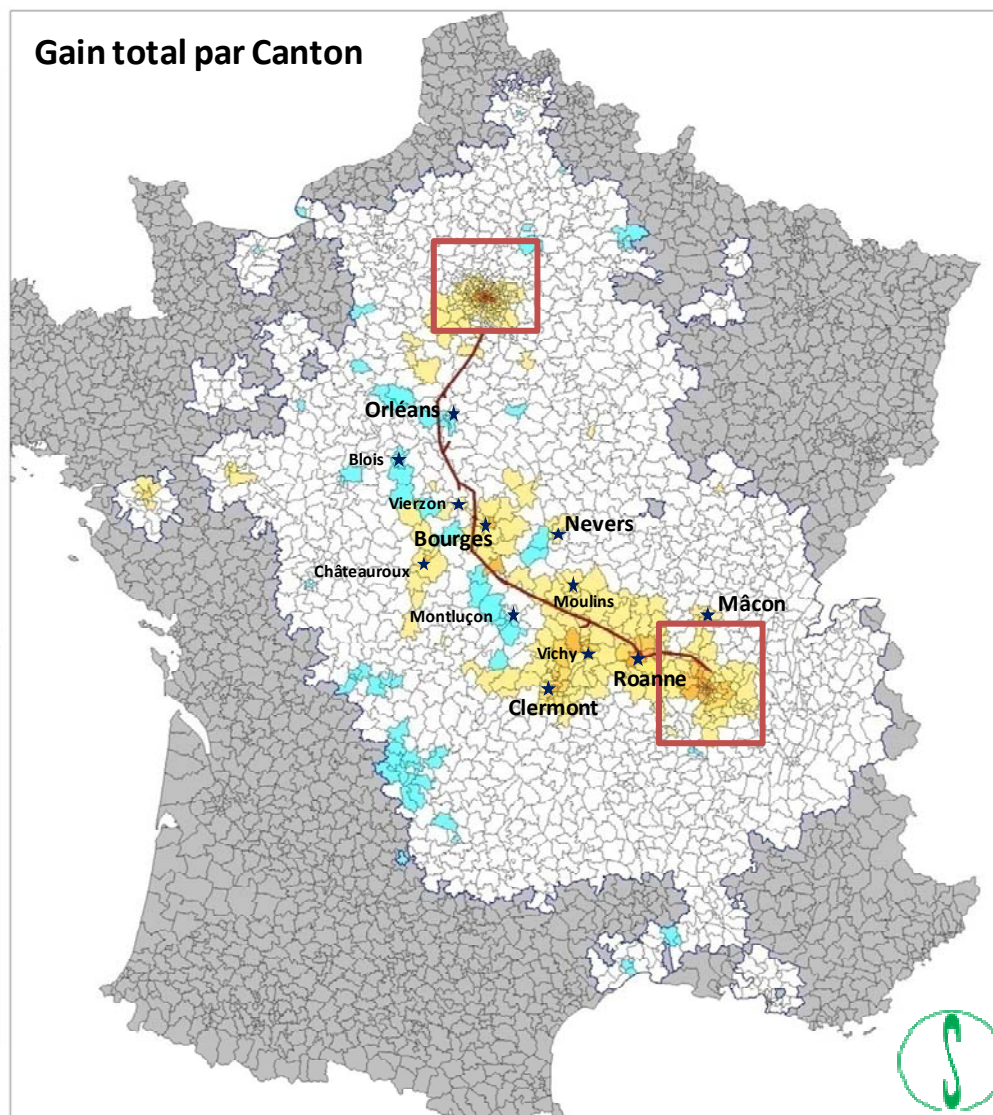 Gain total par Canton
Orléans
Blois
Vierzon
Nevers
Bourges
Châteauroux
Moulins
Mâcon
Montluçon
Vichy
Roanne
Clermont
S